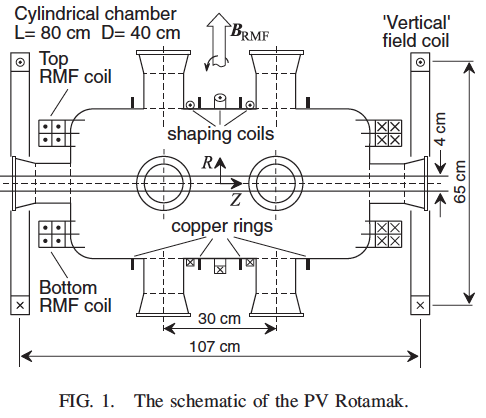 Cylindrical chamber
L= 80 cm D= 40 cm
B RMF
'Vertical'
field coil
Top
RMF coil
shaping coils
R
Z
4 cm
65 cm
copper rings
Bottom
RMF coil
30 cm
107 cm
FIG. 1. The schematic of the PV Rotamak.